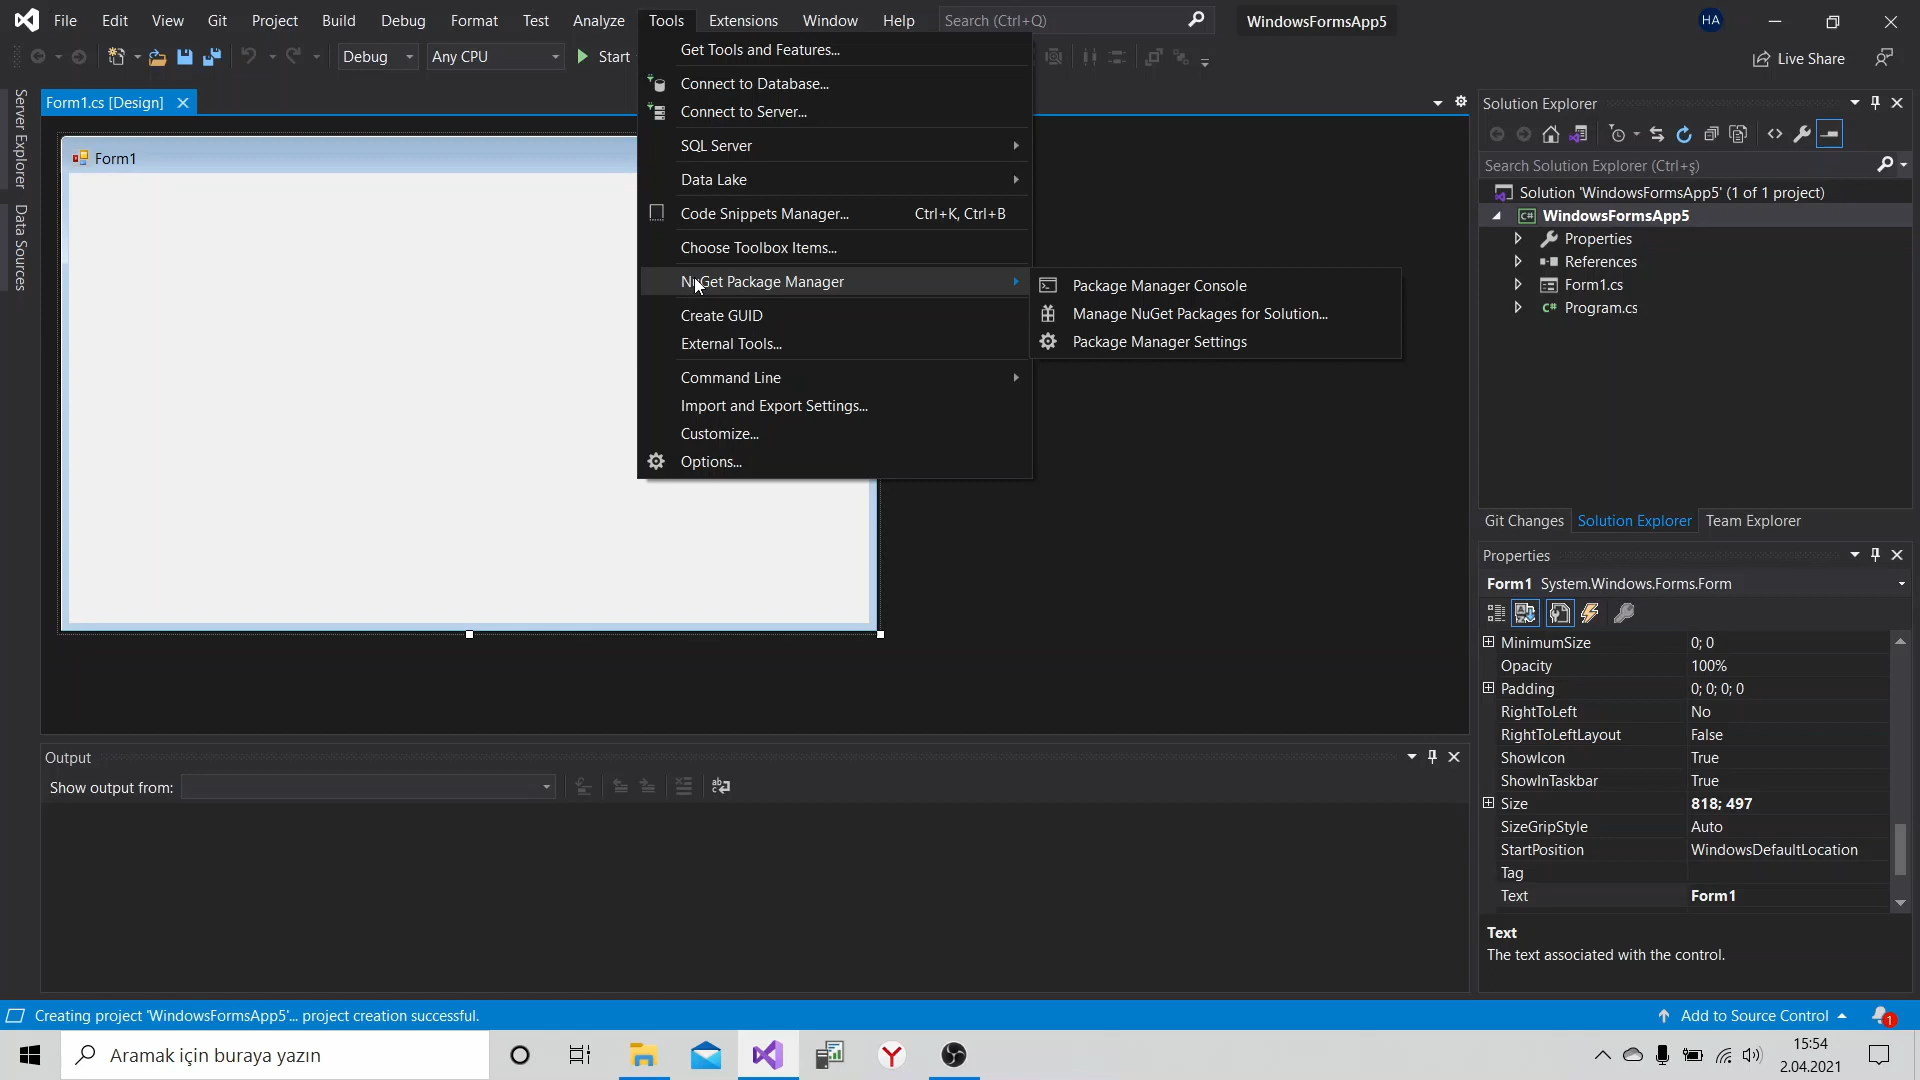 File Edit View Git Project Build Debug Format Test Analyze Tools Extensions Window Help Search (Ctrl+Q) WindowsFormsApp5 HA
Debug Any CPU Start Live Share
Server Explorer
Data Sources
Form1.cs [Design]
Form1
Get Tools and Features...
Connect to Database...
Connect to Server...
SQL Server
Data Lake
Code Snippets Manager... Ctrl+K, Ctrl+B
Choose Toolbox Items...
NuGet Package Manager
Create GUID
External Tools...
Command Line
Import and Export Settings...
Customize...
Options...
Package Manager Console
Manage NuGet Packages for Solution...
Package Manager Settings
Solution Explorer
Search Solution Explorer (Ctrl+ş)
Solution 'WindowsFormsApp5' (1 of 1 project)
C# WindowsFormsApp5
Properties
References
Form1.cs
C# Program.cs
Git Changes Solution Explorer Team Explorer
Properties
Form1 System.Windows.Forms.Form
MinimumSize 0; 0
Opacity 100%
Padding 0; 0; 0; 0
RightToLeft No
RightToLeftLayout False
ShowIcon True
ShowInTaskbar True
Size 818; 497
SizeGripStyle Auto
StartPosition WindowsDefaultLocation
Tag
Text Form1
Text
The text associated with the control.
Output
Show output from:
Creating project 'WindowsFormsApp5'... project creation successful.
Add to Source Control 1
Aramak için buraya yazın
15:54
2.04.2021